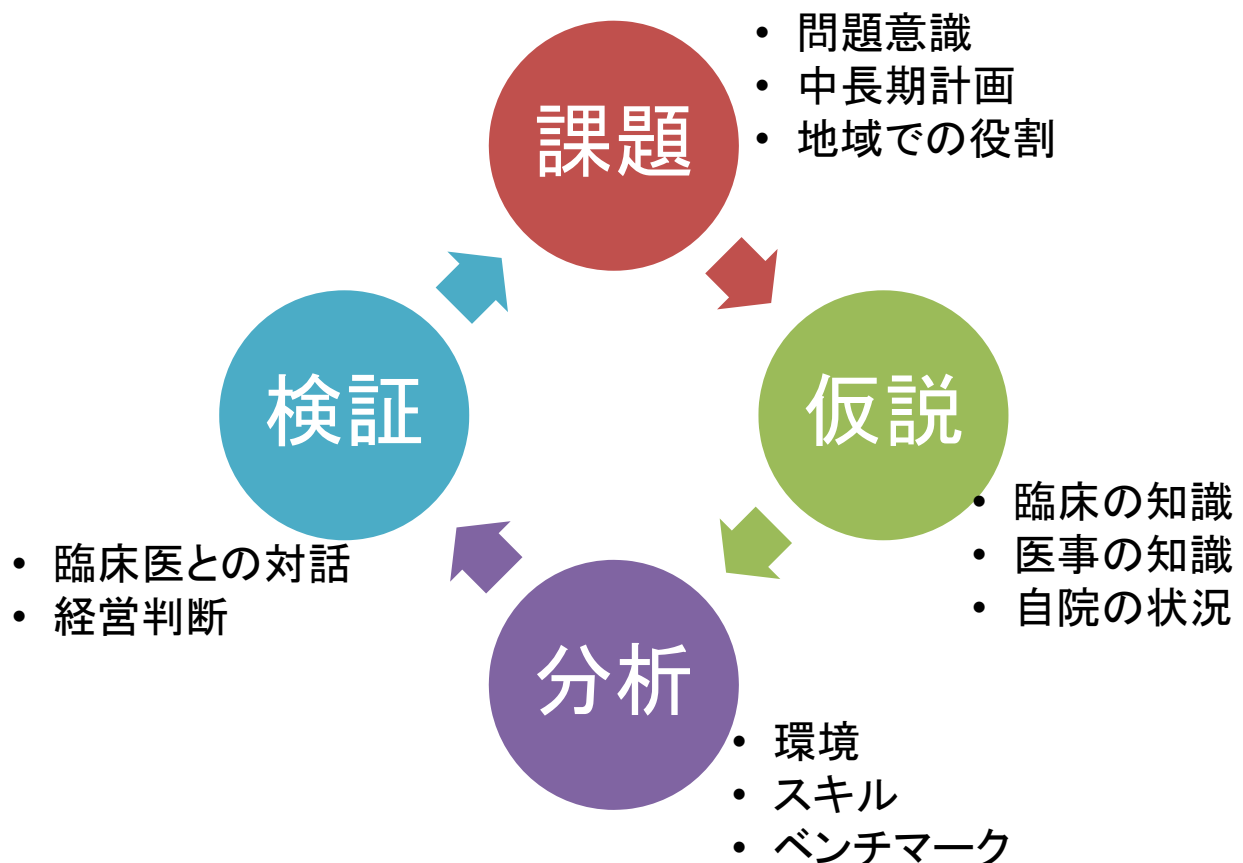 課題
• 問題意識
• 中長期計画
• 地域での役割
仮説
• 臨床の知識
• 医事の知識
• 自院の状況
分析
• 環境
• スキル
• ベンチマーク
検証
• 臨床医との対話
• 経営判断